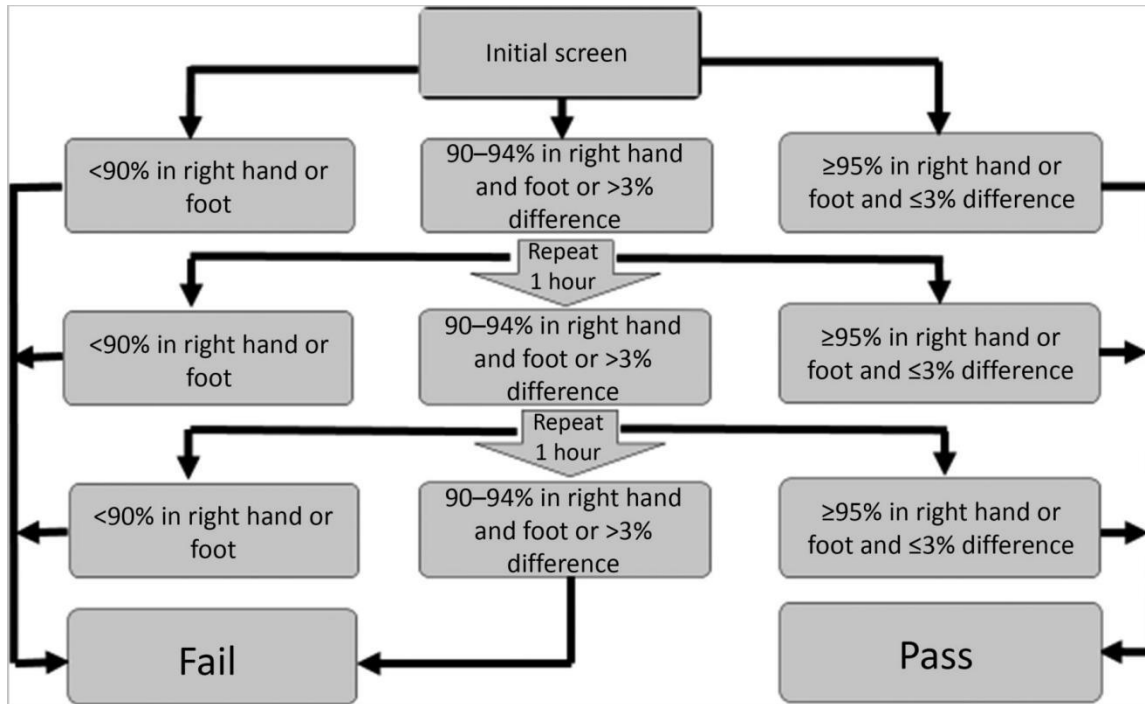 Initial screen
<90% in right hand or
foot
90–94% in right hand
and foot or >3%
difference
≥95% in right hand or
foot and ≤3% difference
Repeat
1 hour
<90% in right hand or
foot
90–94% in right hand
and foot or >3%
difference
≥95% in right hand or
foot and ≤3% difference
Repeat
1 hour
<90% in right hand or
foot
90–94% in right hand
and foot or >3%
difference
≥95% in right hand or
foot and ≤3% difference
Fail
Pass